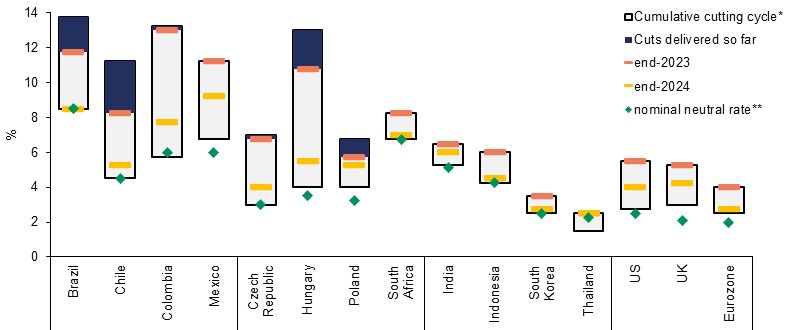 14
12
10
8
6
4
2
0
%
Cumulative cutting cycle*
Cuts delivered so far
end-2023
end-2024
nominal neutral rate**
Brazil
Chile
Colombia
Mexico
Czech
Republic
Hungary
Poland
South
Africa
India
Indonesia
South
Korea
Thailand
US
UK
Eurozone